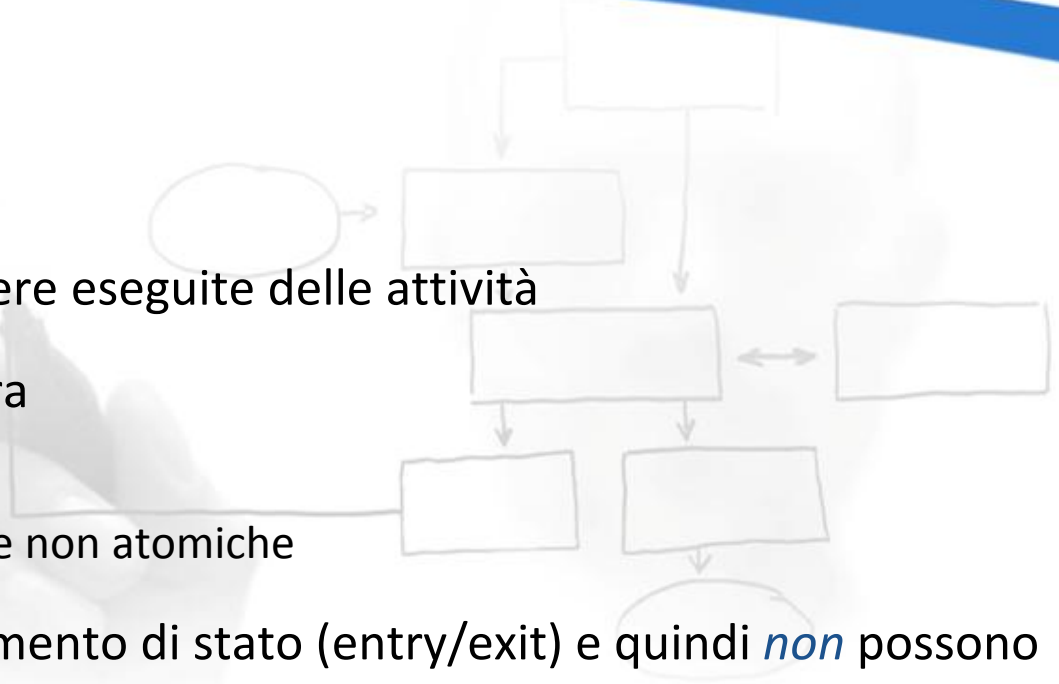 ere eseguite delle attività
ra
e non atomiche
mento di stato (entry/exit) e quindi non possono